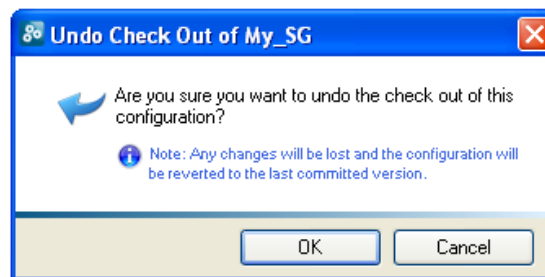 Undo Check Out of My_SG
Are you sure you want to undo the check out of this
configuration?
Note: Any changes will be lost and the configuration will
be reverted to the last committed version.
OK
Cancel